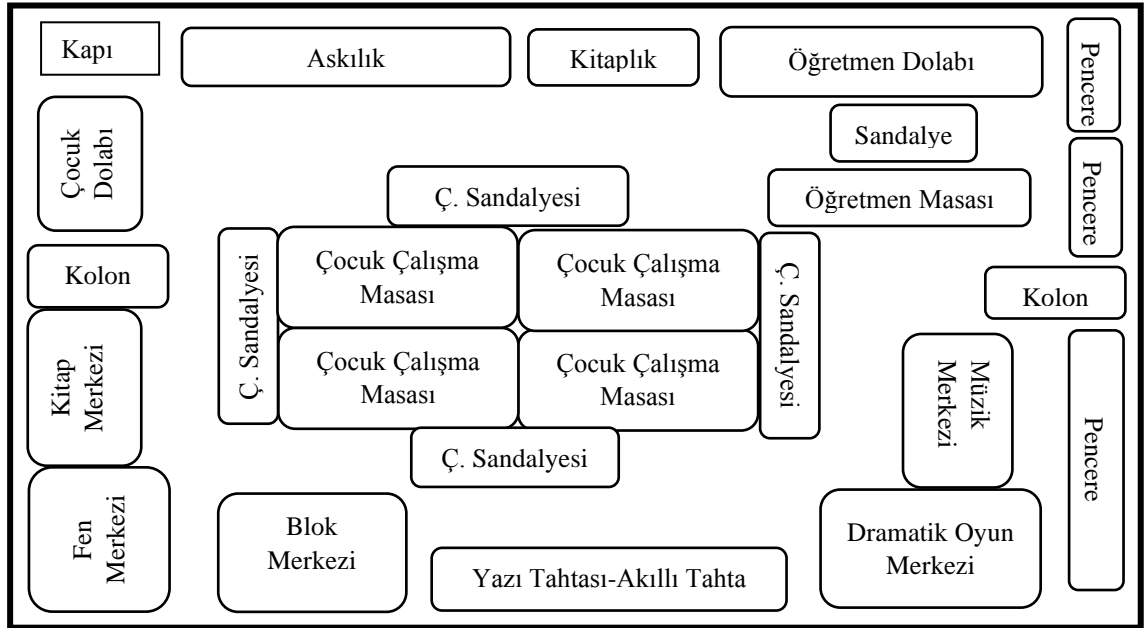 Kapı
Askılık
Kitaplık
Öğretmen Dolabı
Pencere
Çocuk
Dolabı
Sandalye
Pencere
Ç. Sandalyesi
Öğretmen Masası
Kolon
Ç. Sandalyesi
Çocuk Çalışma
Masası
Çocuk Çalışma
Masası
Ç. Sandalyesi
Kolon
Kitap
Merkezi
Çocuk Çalışma
Masası
Çocuk Çalışma
Masası
Müzik
Merkezi
Pencere
Ç. Sandalyesi
Fen
Merkezi
Blok
Merkezi
Yazı Tahtası-Akıllı Tahta
Dramatik Oyun
Merkezi